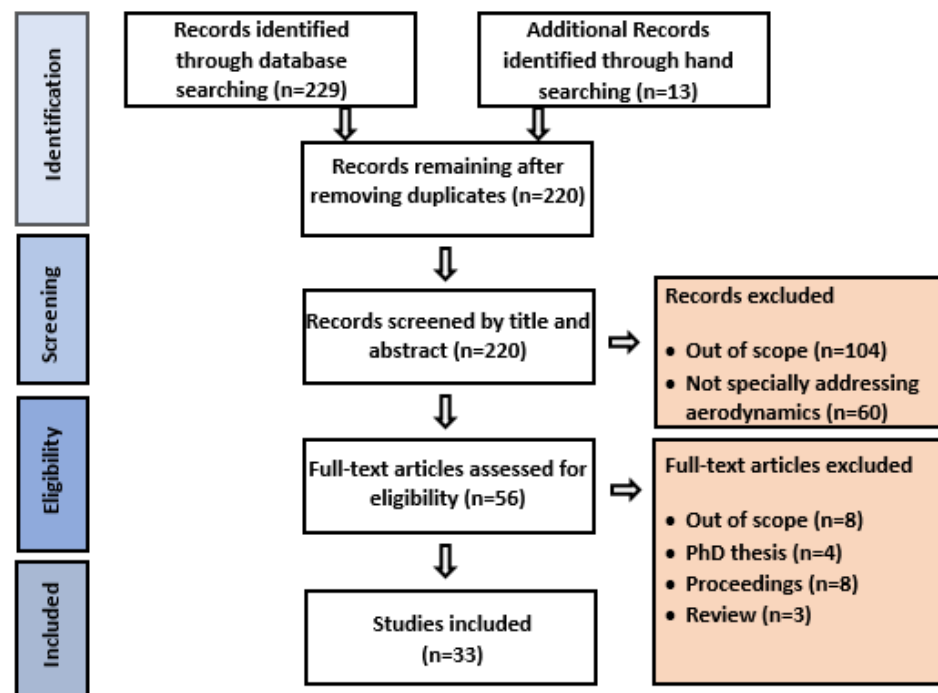 Identification
Records identified
through database
searching (n=229)
Additional Records
identified through hand
searching (n=13)
Records remaining after
removing duplicates (n=220)
Screening
Records screened by title and
abstract (n=220)
Records excluded
• Out of scope (n=104)
• Not specially addressing
aerodynamics (n=60)
Eligibility
Full-text articles assessed for
eligibility (n=56)
Full-text articles excluded
• Out of scope (n=8)
• PhD thesis (n=4)
• Proceedings (n=8)
• Review (n=3)
Included
Studies included
(n=33)